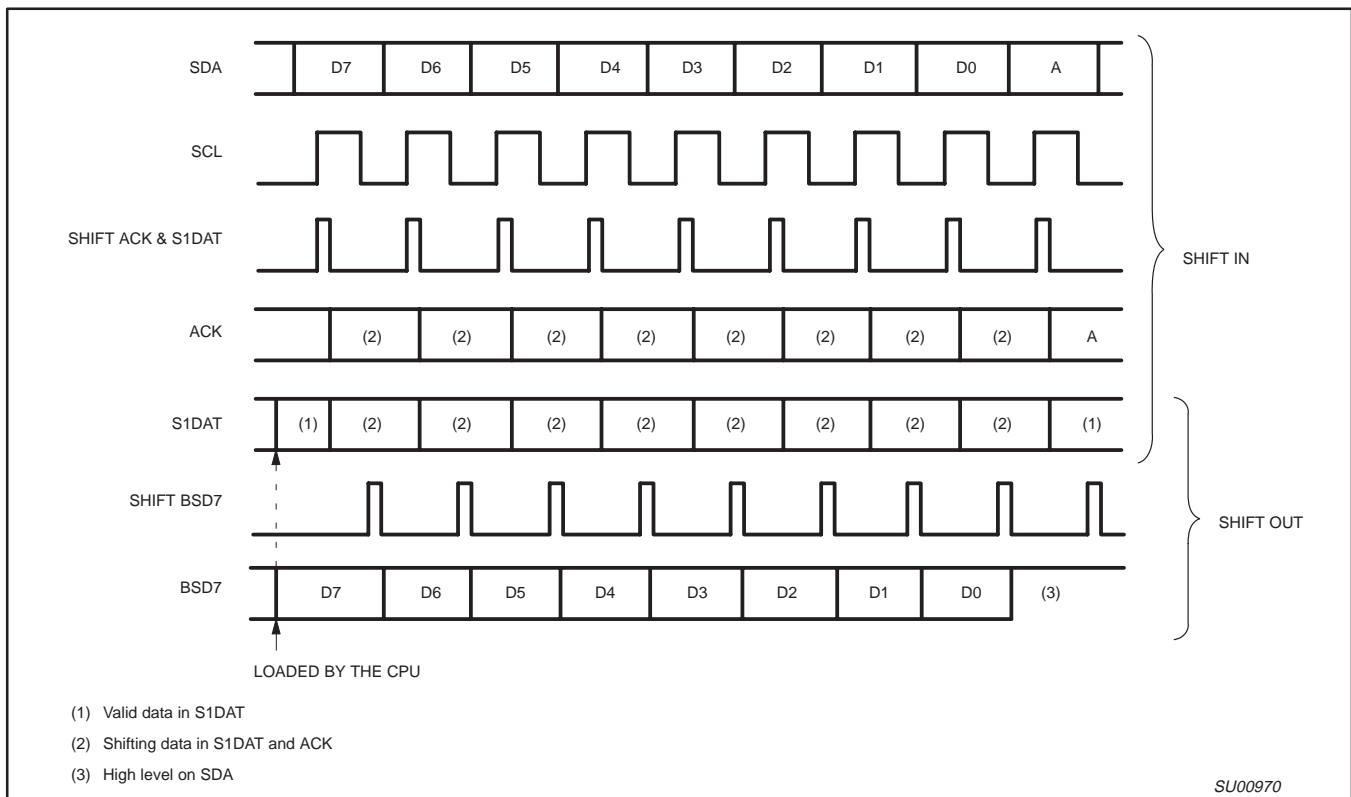 SDA D7 D6 D5 D4 D3 D2 D1 D0 A
SCL
SHIFT ACK & S1DAT
SHIFT IN
ACK (2) (2) (2) (2) (2) (2) (2) (2) A
S1DAT (1) (2) (2) (2) (2) (2) (2) (2) (2) (1)
SHIFT BSD7
SHIFT OUT
BSD7 D7 D6 D5 D4 D3 D2 D1 D0 (3)
LOADED BY THE CPU
(1) Valid data in S1DAT
(2) Shifting data in S1DAT and ACK
(3) High level on SDA
SU00970